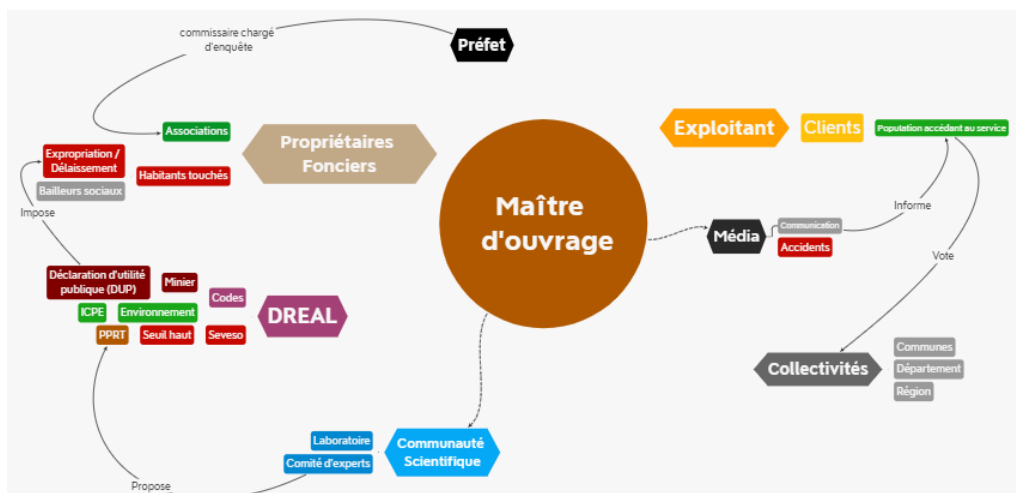 commissaire chargé
d'enquête
Préfet
Associations
Propriétaires
Fonciers
Expropriation /
Délaissement
Habitants touchés
Bailleurs sociaux
Impose
Exploitant
Clients
Population accédant au service
Maître
d'ouvrage
Informe
Média
Communication
Accidents
Vote
Déclaration d'utilité
publique (DUP)
Minier
Codes
ICPE
Environnement
DREAL
PPRT
Seuil haut
Seveso
Collectivités
Communes
Département
Région
Laboratoire
Comité d'experts
Communauté
Scientifique
Propose